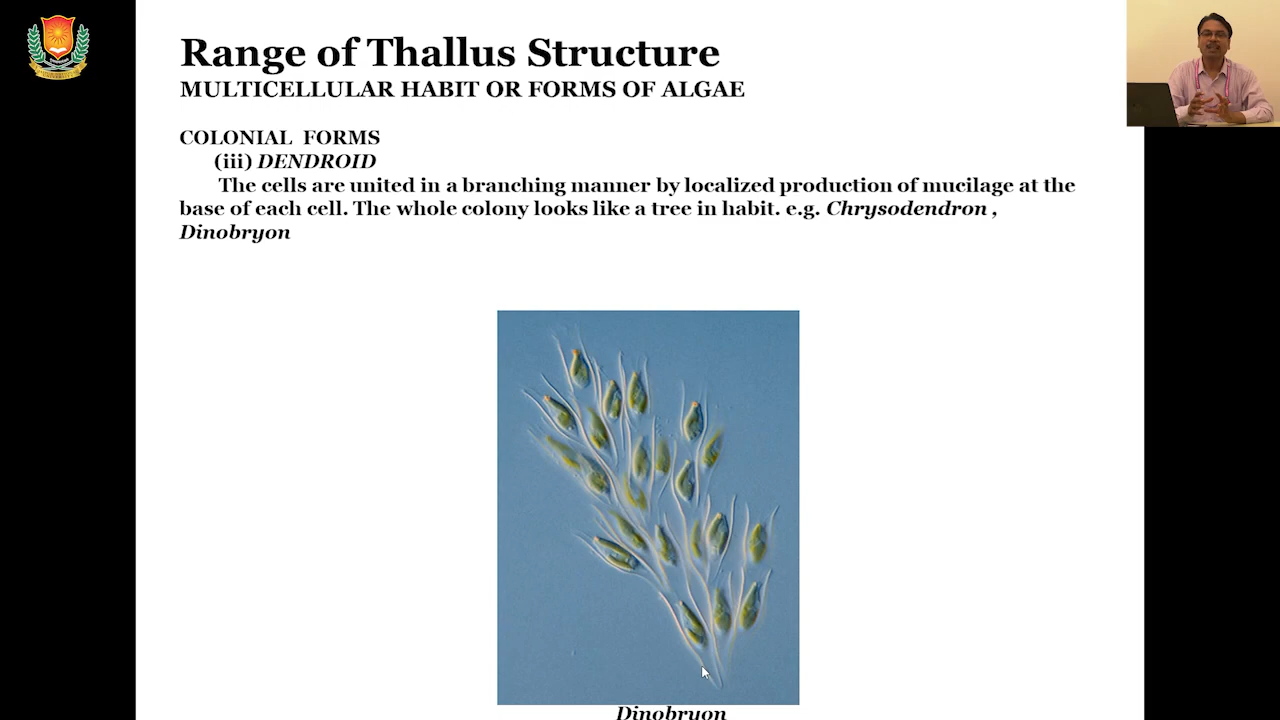 Range of Thallus Structure
MULTICELLULAR HABIT OR FORMS OF ALGAE
COLONIAL FORMS
(iii) DENDROID
The cells are united in a branching manner by localized production of mucilage at the
base of each cell. The whole colony looks like a tree in habit. e.g. Chrysodendron ,
Dinobryon
Dinobryon